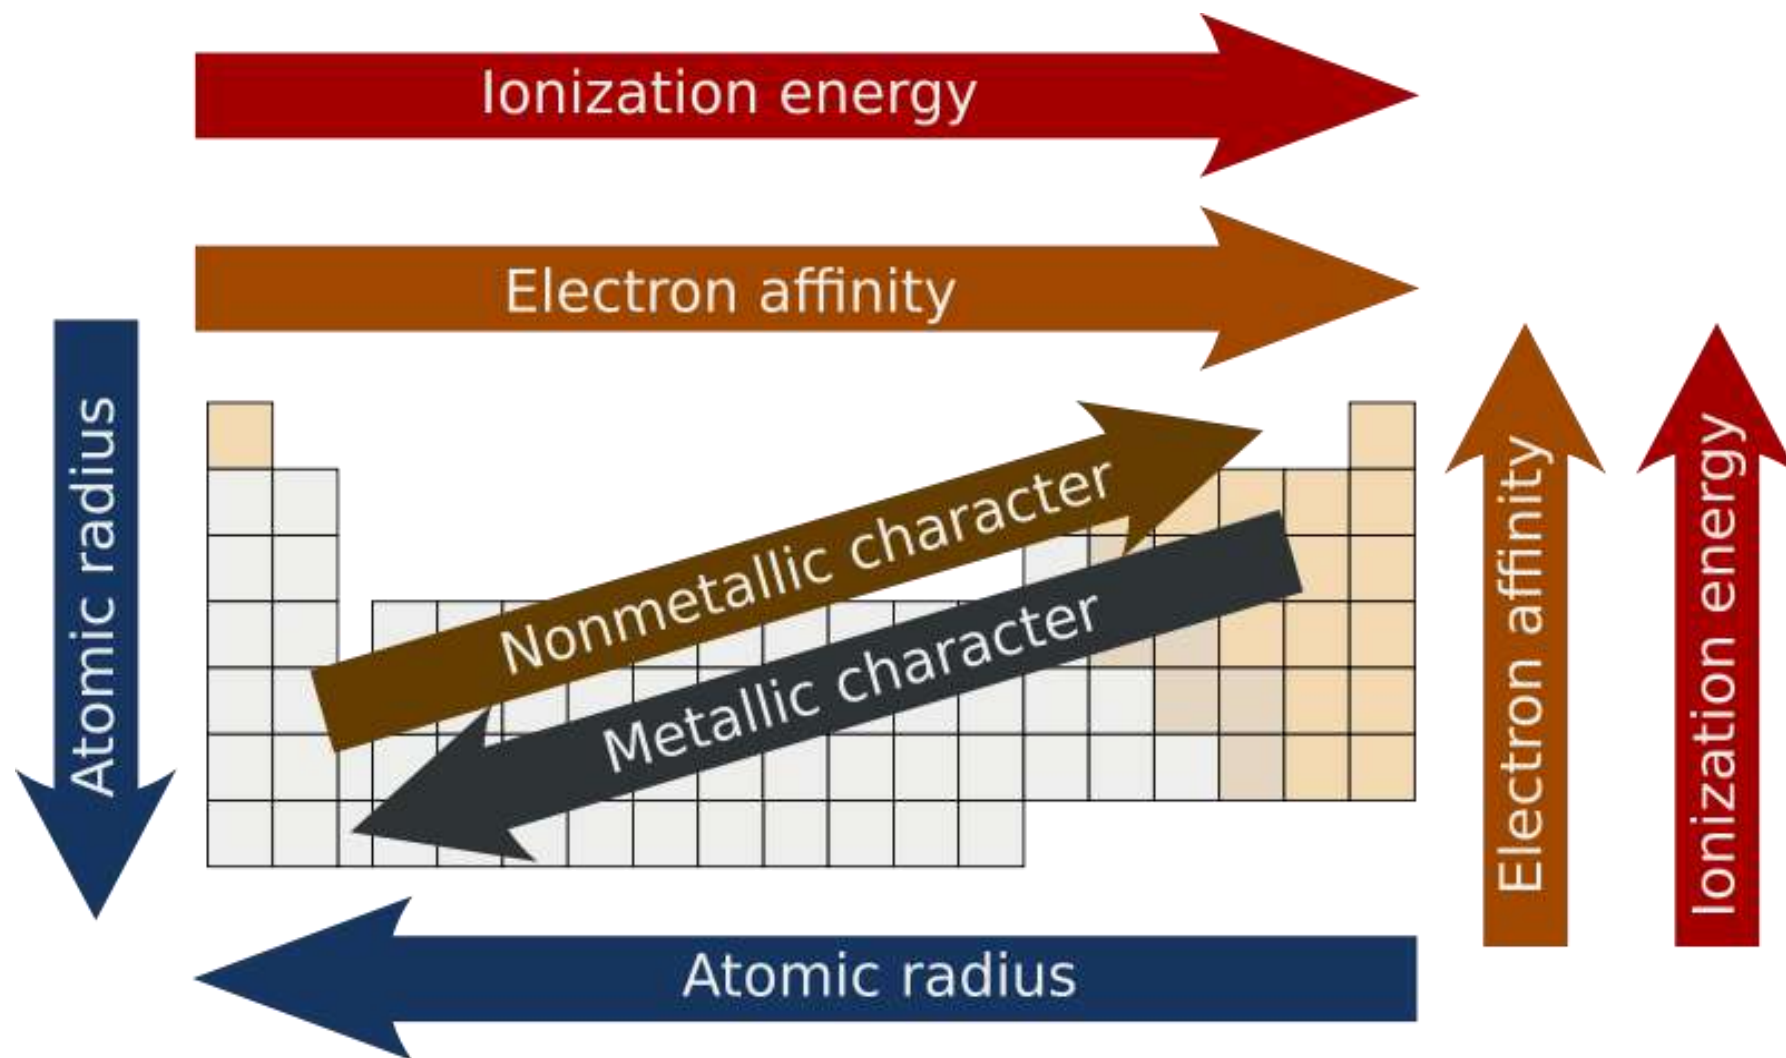 Ionization energy
Electron affinity
Atomic radius
Nonmetallic character
Metallic character
Electron affinity
Ionization energy
Atomic radius